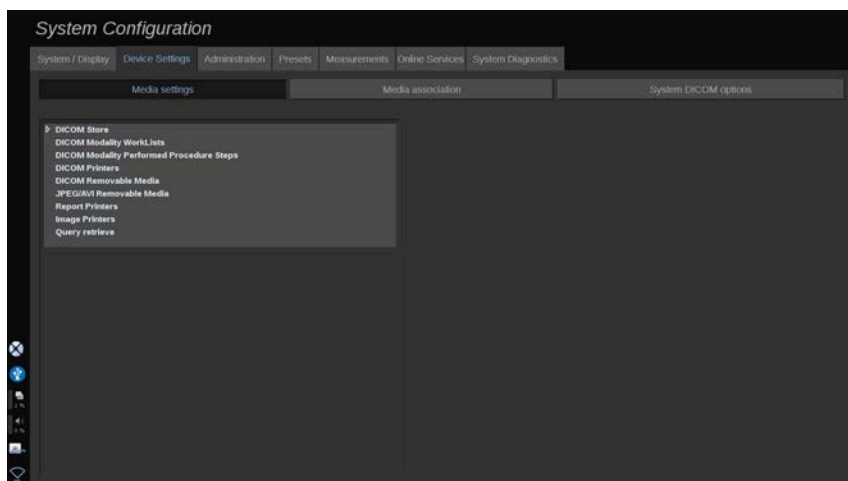 System Configuration
System / Display Device Settings Administration Presets Measurements Online Services System Diagnostics
Media settings Media association System DICOM options
DICOM Store
DICOM Modality WorkLists
DICOM Modality Performed Procedure Steps
DICOM Printers
DICOM Removable Media
JPEG/AVI Removable Media
Report Printers
Image Printers
Query retrieve